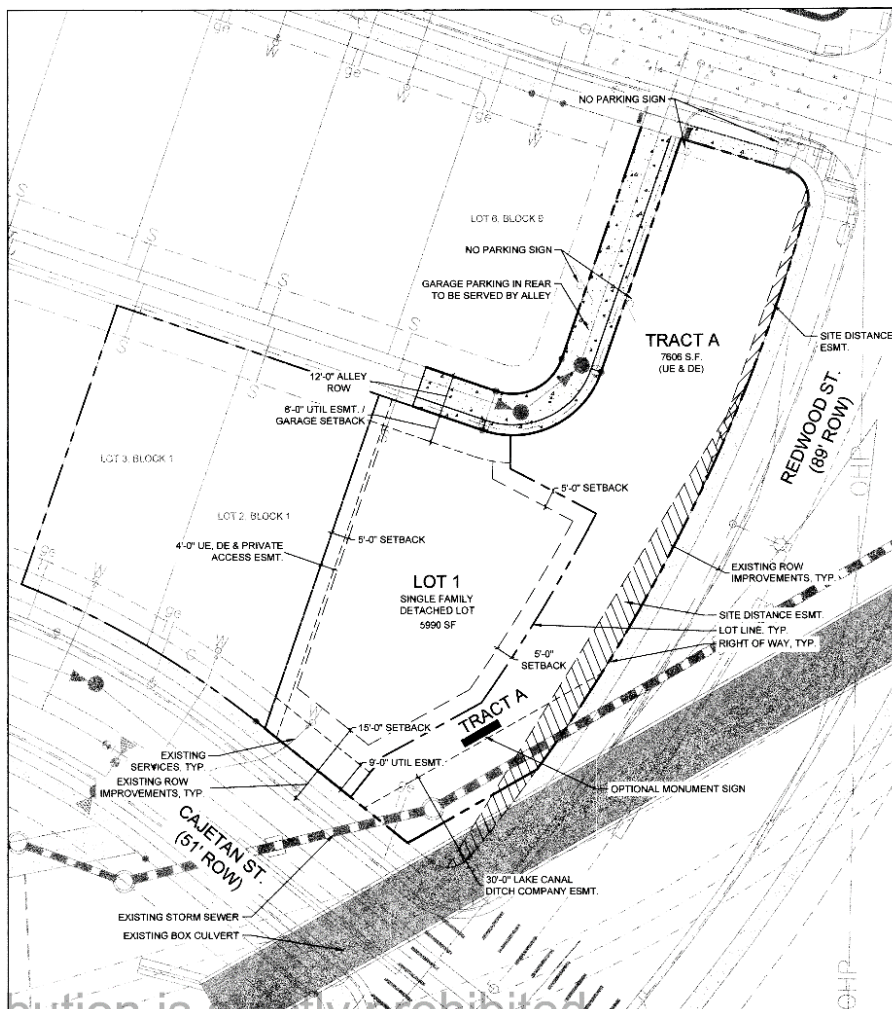 NO PARKING SIGN
LOT 6, BLOCK 6
NO PARKING SIGN
GARAGE PARKING IN REAR
TO BE SERVED BY ALLEY
TRACT A
7606 S.F.
(UE & DE)
SITE DISTANCE
ESMT.
REDWOOD ST.
(89' ROW)
12'-0" ALLEY
ROW
6'-0" UTIL ESMT. /
GARAGE SETBACK
LOT 3, BLOCK 1
LOT 2, BLOCK 1
5'-0" SETBACK
5'-0" SETBACK
4'-0" UE, DE & PRIVATE
ACCESS ESMT.
LOT 1
SINGLE FAMILY
DETACHED LOT
5990 SF
EXISTING ROW
IMPROVEMENTS, TYP.
SITE DISTANCE ESMT.
LOT LINE, TYP.
RIGHT OF WAY, TYP.
5'-0"
SETBACK
TRACT A
15'-0" SETBACK
EXISTING
SERVICES, TYP.
9'-0" UTIL ESMT.
EXISTING ROW
IMPROVEMENTS, TYP.
OPTIONAL MONUMENT SIGN
CAJETAN ST.
(51' ROW)
30'-0" LAKE CANAL
DITCH COMPANY ESMT.
EXISTING STORM SEWER
EXISTING BOX CULVERT
OHP
OHP
OHP